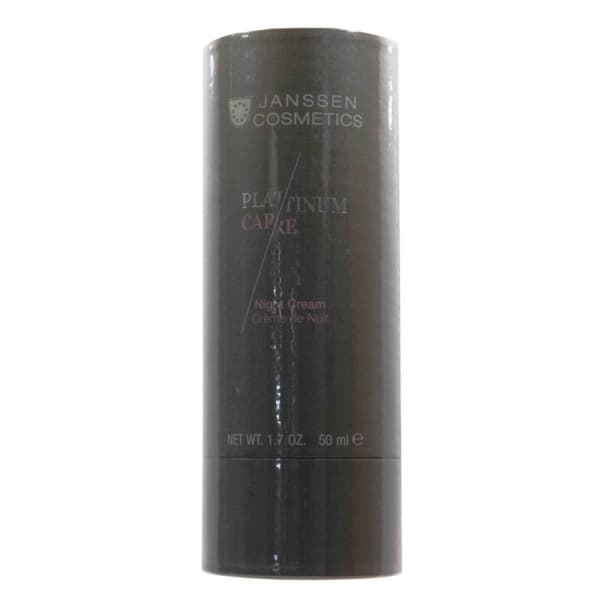 JANSSEN
COSMETICS
PLATINUM
CARE
Night Cream
Crème de Nuit
NET WT. 1.7 OZ. 50 ml ℮